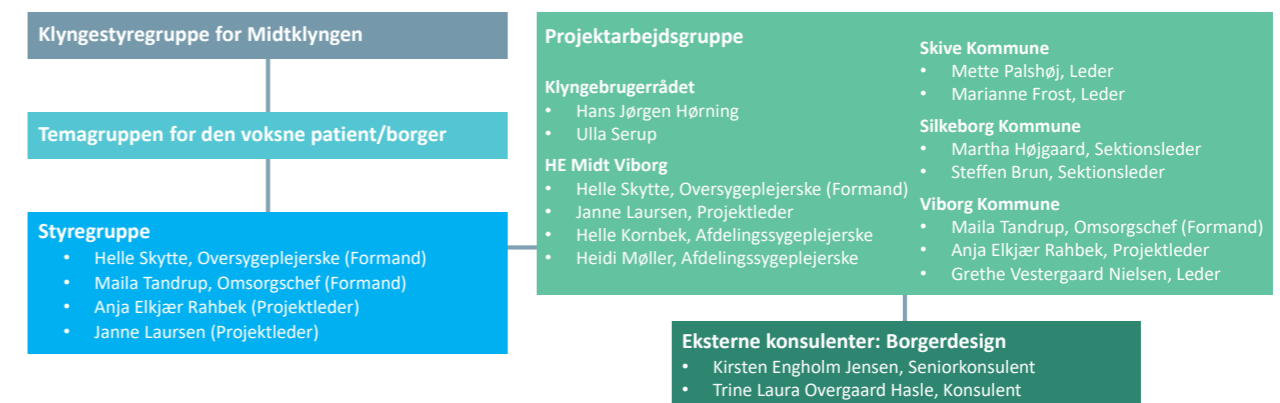 Klyngestyregruppe for Midtklyngen
Temagruppen for den voksne patient/borger
Styregruppe
• Helle Skytte, Oversygeplejerske (Formand)
• Maila Tandrup, Omsorgschef (Formand)
• Anja Elkjær Rahbek (Projektleder)
• Janne Laursen (Projektleder)
Projektarbejdsgruppe
Klyngebrugerrådet
• Hans Jørgen Hørning
• Ulla Serup
HE Midt Viborg
• Helle Skytte, Oversygeplejerske (Formand)
• Janne Laursen, Projektleder
• Helle Kornbek, Afdelingssygeplejerske
• Heidi Møller, Afdelingssygeplejerske
Skive Kommune
• Mette Palshøj, Leder
• Marianne Frost, Leder
Silkeborg Kommune
• Martha Højgaard, Sektionsleder
• Steffen Brun, Sektionsleder
Viborg Kommune
• Maila Tandrup, Omsorgschef (Formand)
• Anja Elkjær Rahbek, Projektleder
• Grethe Vestergaard Nielsen, Leder
Eksterne konsulenter: Borgerdesign
• Kirsten Engholm Jensen, Seniorkonsulent
• Trine Laura Overgaard Hasle, Konsulent